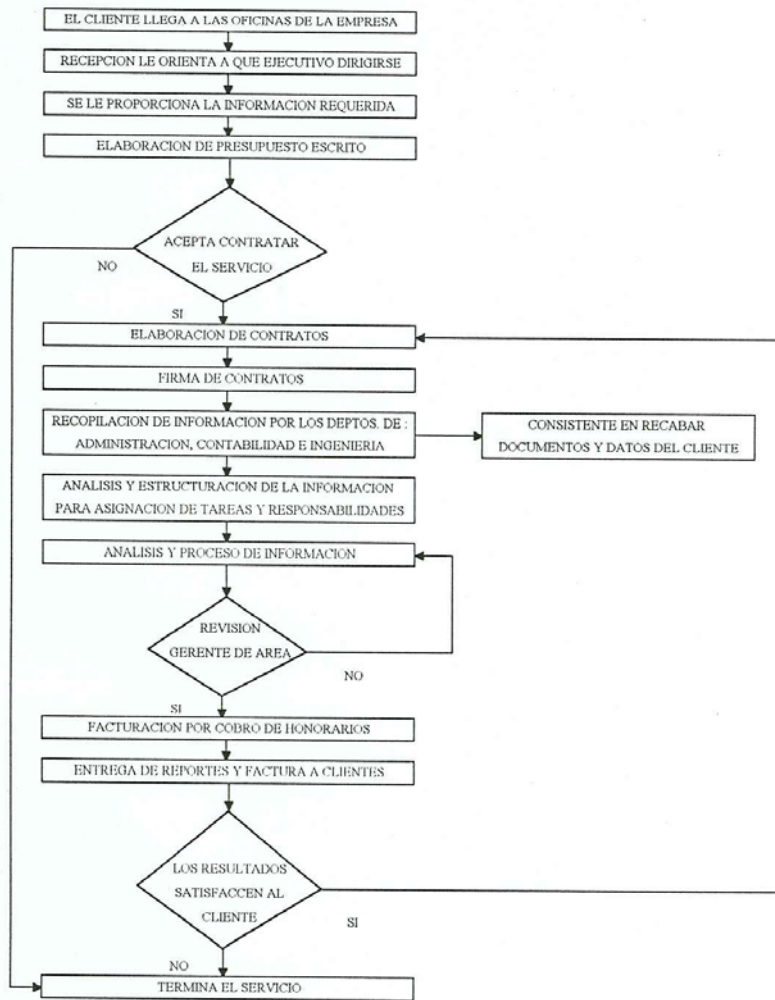 EL CLIENTE LLEGA A LAS OFICINAS DE LA EMPRESA
RECEPCION LE ORIENTA A QUE EJECUTIVO DIRIGIRSE
SE LE PROPORCIONA LA INFORMACION REQUERIDA
ELABORACION DE PRESUPUESTO ESCRITO
ACEPTA CONTRATAR
EL SERVICIO
NO
SI
ELABORACION DE CONTRATOS
FIRMA DE CONTRATOS
RECOPILACION DE INFORMACION POR LOS DEPTOS. DE :
ADMINISTRACION, CONTABILIDAD E INGENIERIA
CONSISTENTE EN RECABAR
DOCUMENTOS Y DATOS DEL CLIENTE
ANALISIS Y ESTRUCTURACION DE LA INFORMACION
PARA ASIGNACION DE TAREAS Y RESPONSABILIDADES
ANALISIS Y PROCESO DE INFORMACION
REVISION
GERENTE DE AREA
NO
SI
FACTURACION POR COBRO DE HONORARIOS
ENTREGA DE REPORTES Y FACTURA A CLIENTES
LOS RESULTADOS
SATISFACCEN AL
CLIENTE
SI
NO
TERMINA EL SERVICIO